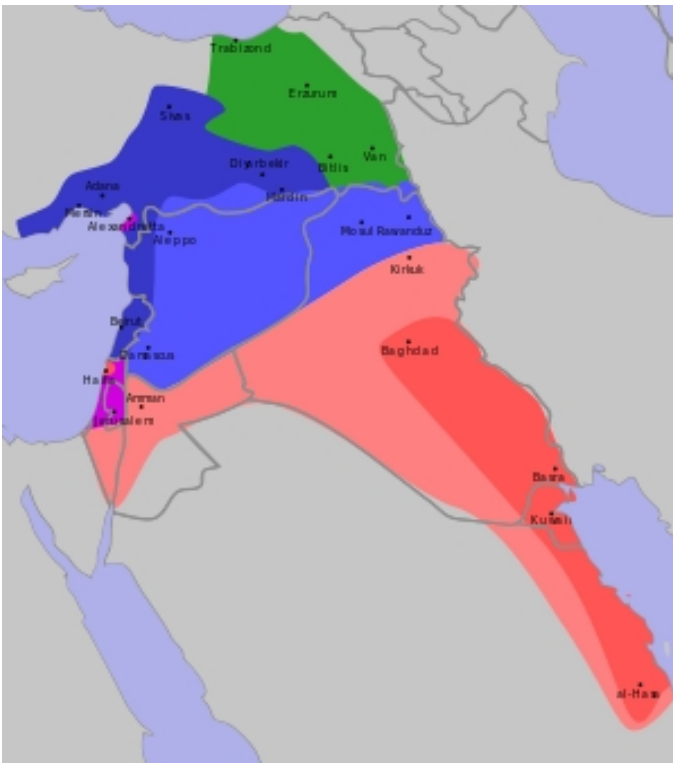 Trabizond
Erzurum
Sivas
Van
Bitlis
Diyarbekir
Mardin
Adana
Mersin
Alexandretta
Aleppo
Mosul
Rawanduz
Kirkuk
Beirut
Damascus
Baghdad
Haifa
Amman
Jerusalem
Basra
Kuwait
al-Hasa